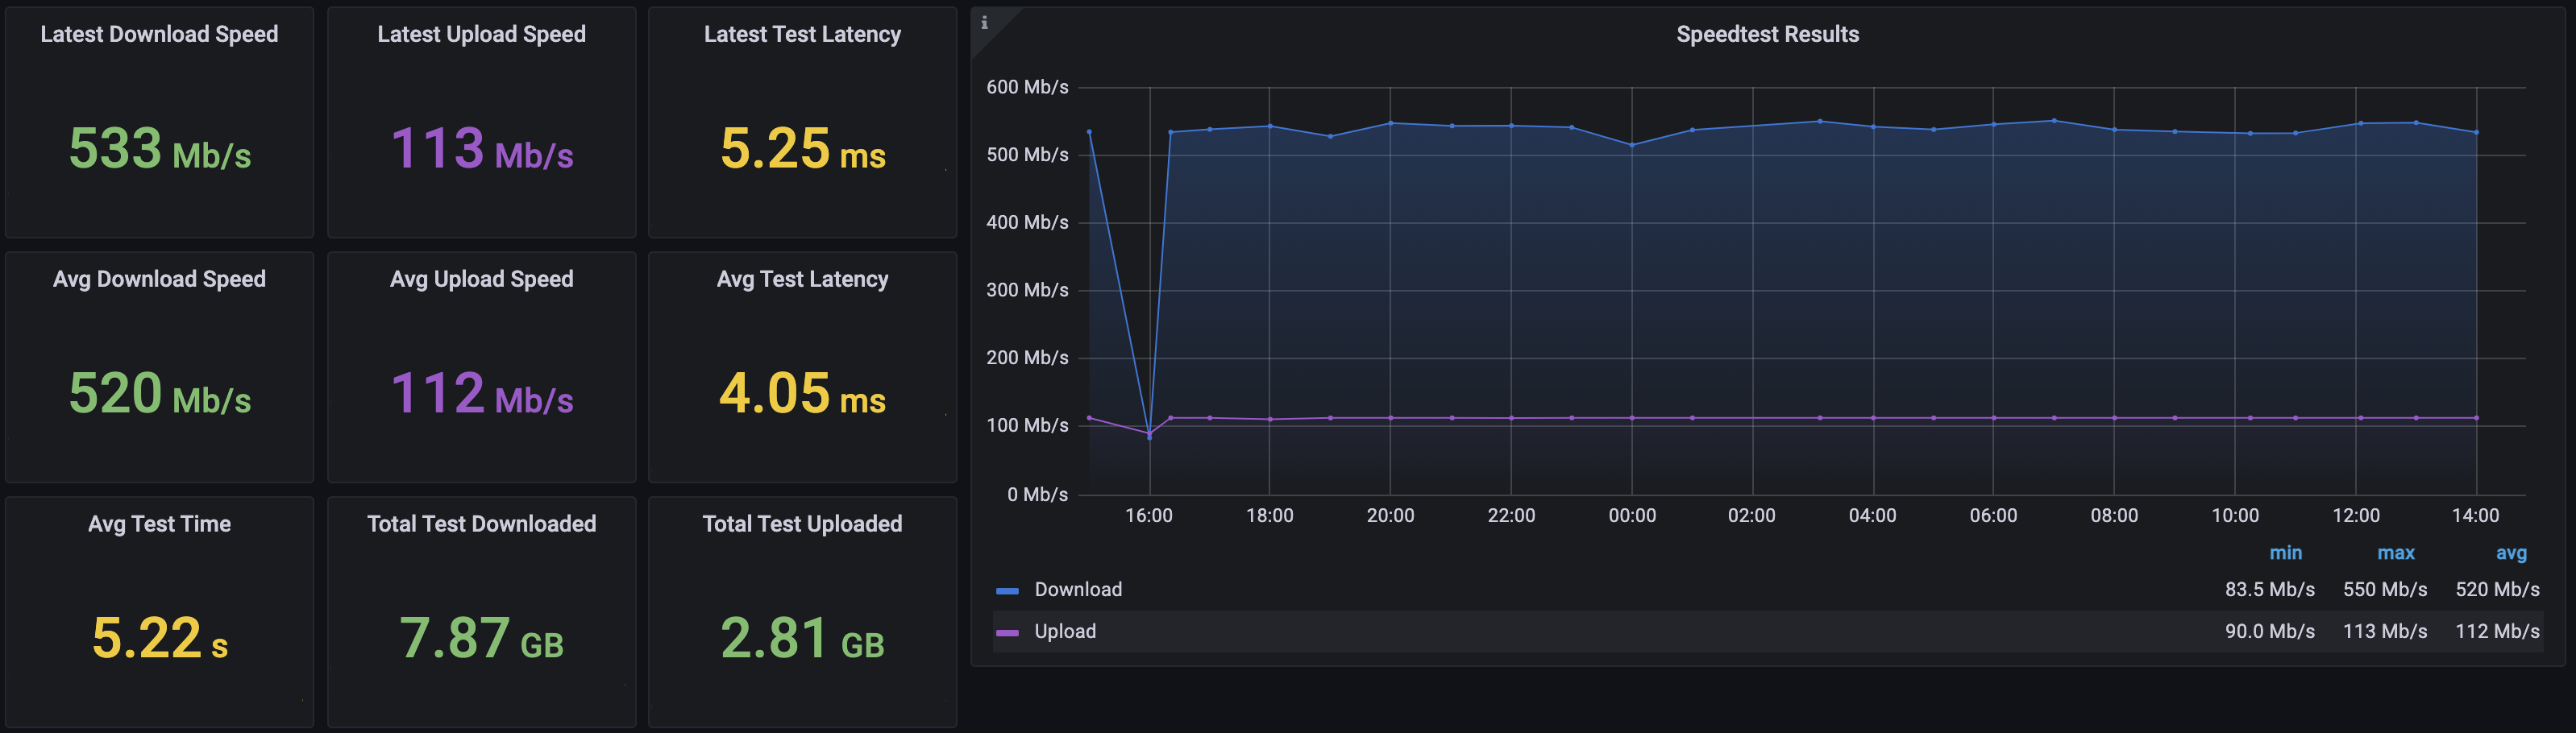 Latest Download Speed
533 Mb/s
Latest Upload Speed
113 Mb/s
Latest Test Latency
5.25 ms
Avg Download Speed
520 Mb/s
Avg Upload Speed
112 Mb/s
Avg Test Latency
4.05 ms
Avg Test Time
5.22 s
Total Test Downloaded
7.87 GB
Total Test Uploaded
2.81 GB
i
Speedtest Results
600 Mb/s
500 Mb/s
400 Mb/s
300 Mb/s
200 Mb/s
100 Mb/s
0 Mb/s
16:00 18:00 20:00 22:00 00:00 02:00 04:00 06:00 08:00 10:00 12:00 14:00
min max avg
Download 83.5 Mb/s 550 Mb/s 520 Mb/s
Upload 90.0 Mb/s 113 Mb/s 112 Mb/s